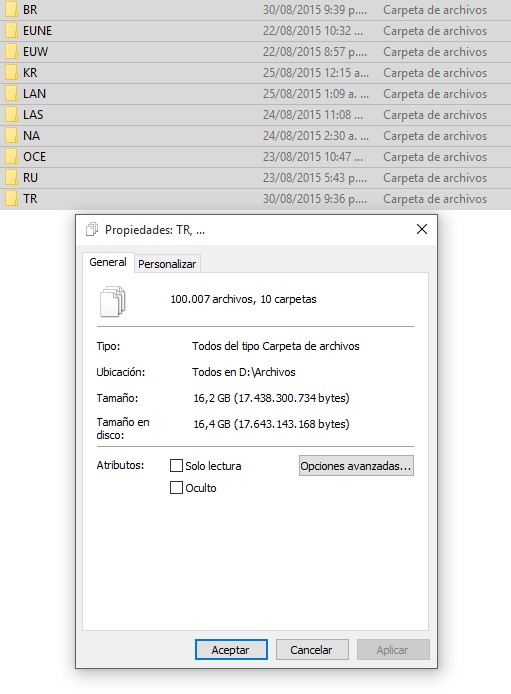 BR 30/08/2015 9:39 p.... Carpeta de archivos
EUNE 22/08/2015 10:32 ... Carpeta de archivos
EUW 22/08/2015 8:57 p.... Carpeta de archivos
KR 25/08/2015 12:15 a... Carpeta de archivos
LAN 25/08/2015 1:09 a. ... Carpeta de archivos
LAS 24/08/2015 11:08 ... Carpeta de archivos
NA 24/08/2015 2:30 a. ... Carpeta de archivos
OCE 23/08/2015 10:47 ... Carpeta de archivos
RU 23/08/2015 5:43 p.... Carpeta de archivos
TR 30/08/2015 9:36 p.... Carpeta de archivos
Propiedades: TR, ...
General Personalizar
100.007 archivos, 10 carpetas
Tipo: Todos del tipo Carpeta de archivos
Ubicación: Todos en D:\Archivos
Tamaño: 16,2 GB (17.438.300.734 bytes)
Tamaño en disco: 16,4 GB (17.643.143.168 bytes)
Atributos: Solo lectura Opciones avanzadas...
Oculto
Aceptar Cancelar Aplicar